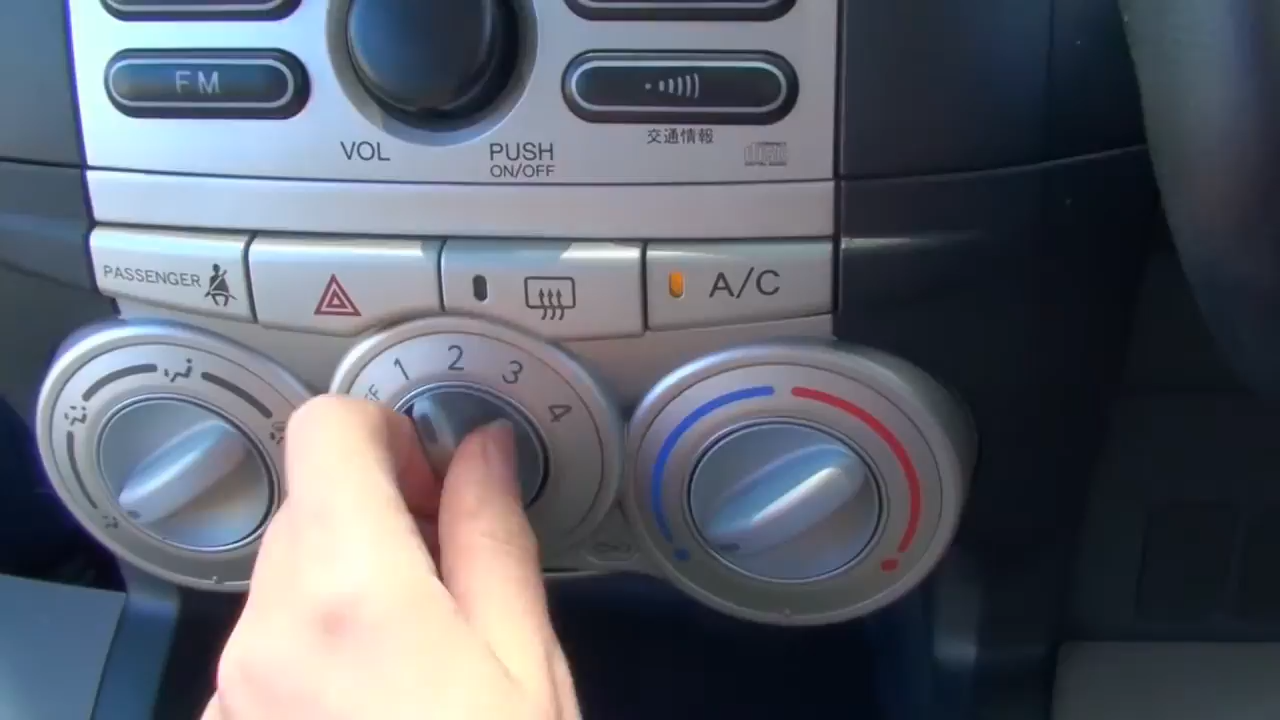 FM
VOL
PUSH
ON/OFF
交通情報
PASSENGER
A/C
1 2 3 4